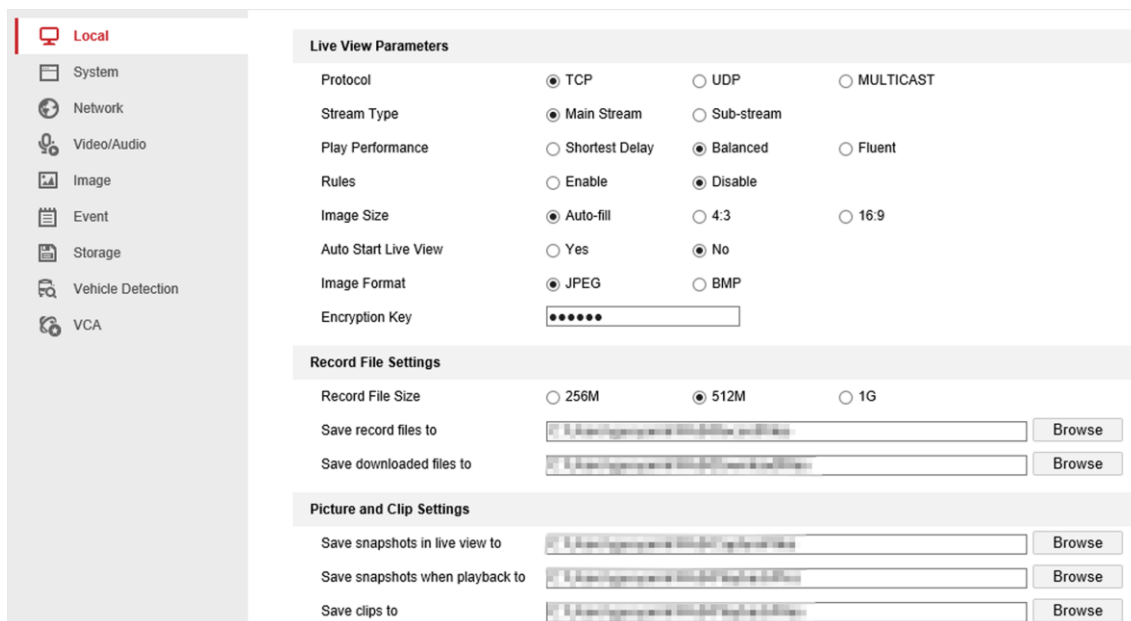 Local
System
Network
Video/Audio
Image
Event
Storage
Vehicle Detection
VCA
Live View Parameters
Protocol TCP UDP MULTICAST
Stream Type Main Stream Sub-stream
Play Performance Shortest Delay Balanced Fluent
Rules Enable Disable
Image Size Auto-fill 4:3 16:9
Auto Start Live View Yes No
Image Format JPEG BMP
Encryption Key ●●●●●●
Record File Settings
Record File Size 256M 512M 1G
Save record files to Browse
Save downloaded files to Browse
Picture and Clip Settings
Save snapshots in live view to Browse
Save snapshots when playback to Browse
Save clips to Browse